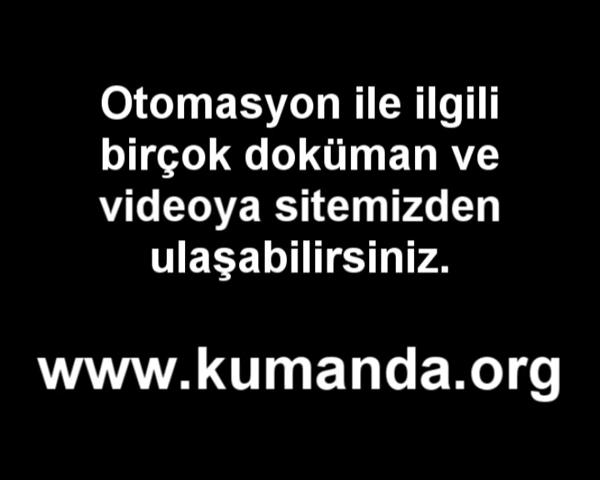 Otomasyon ile ilgili
birçok doküman ve
videoya sitemizden
ulaşabilirsiniz.
www.kumanda.org